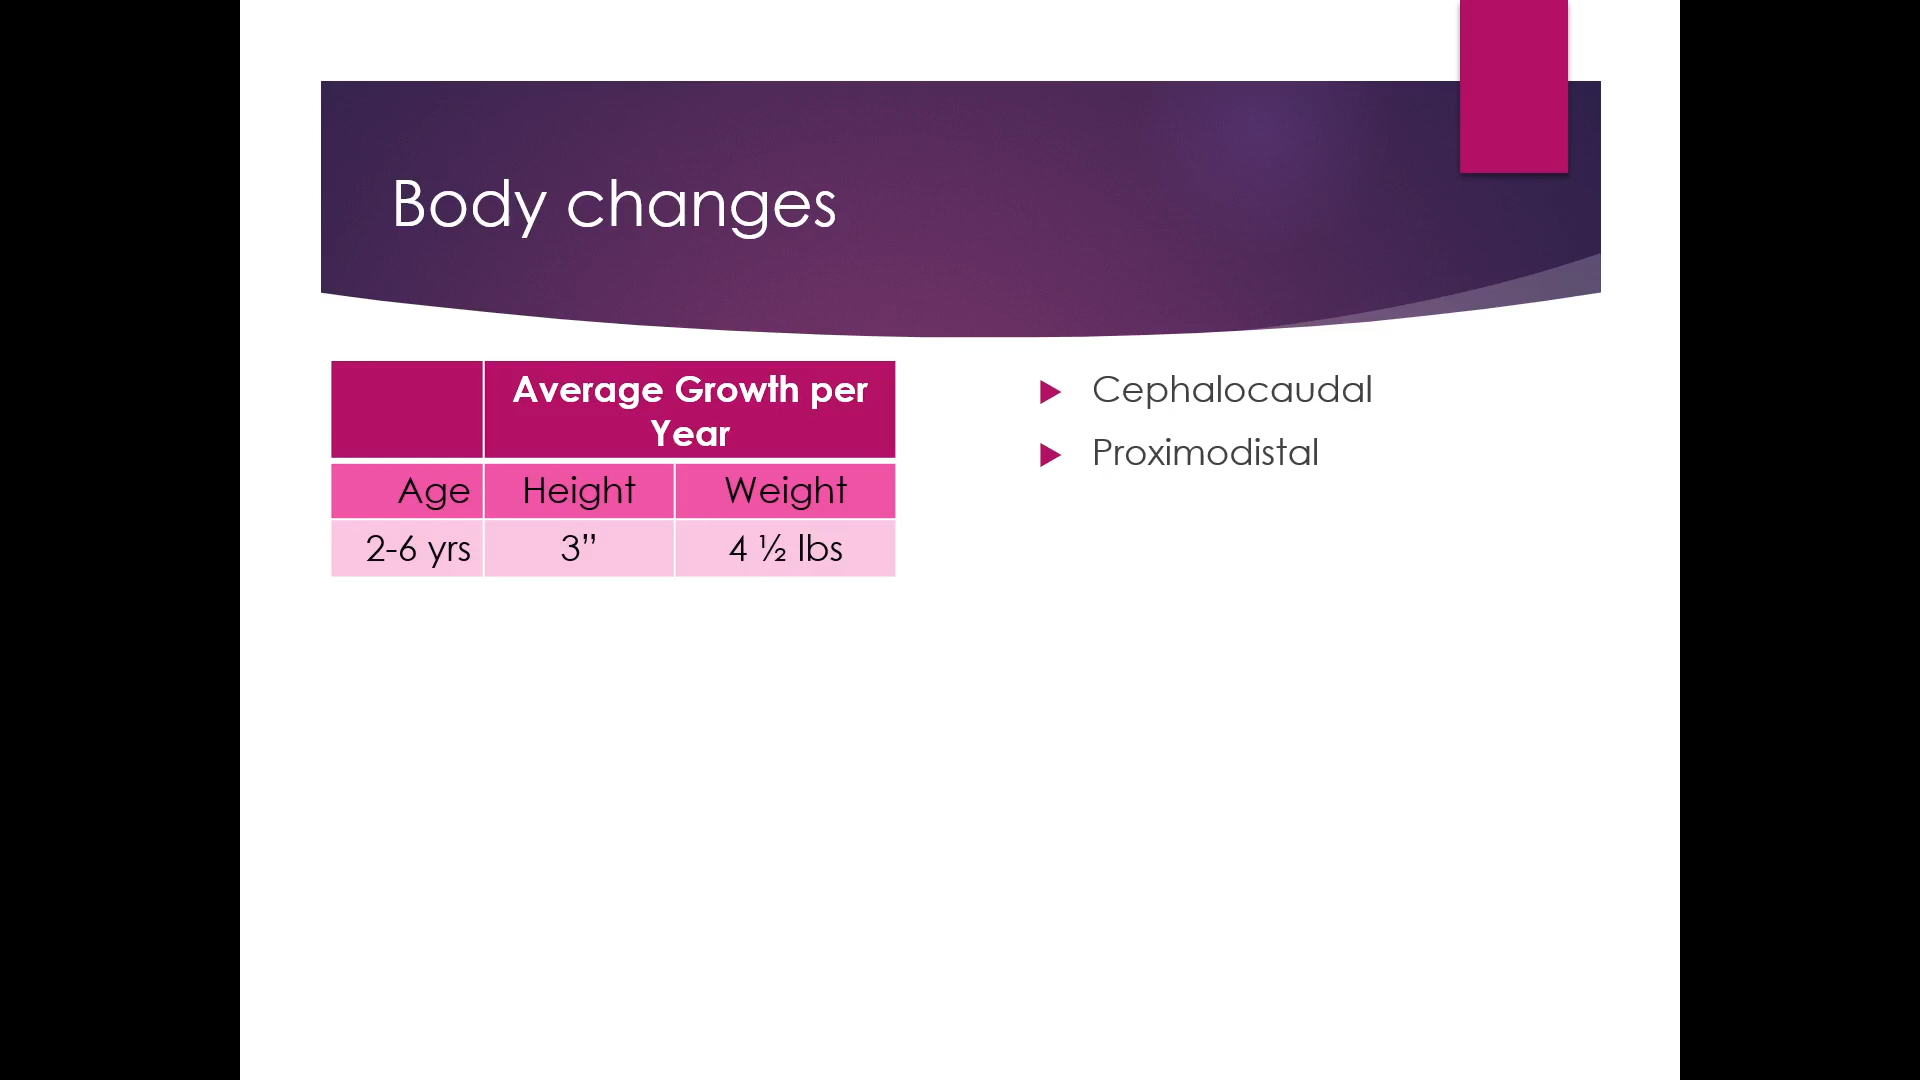 Body changes
Average Growth per
Year
Age Height Weight
2-6 yrs 3” 4 ½ lbs
Cephalocaudal
Proximodistal